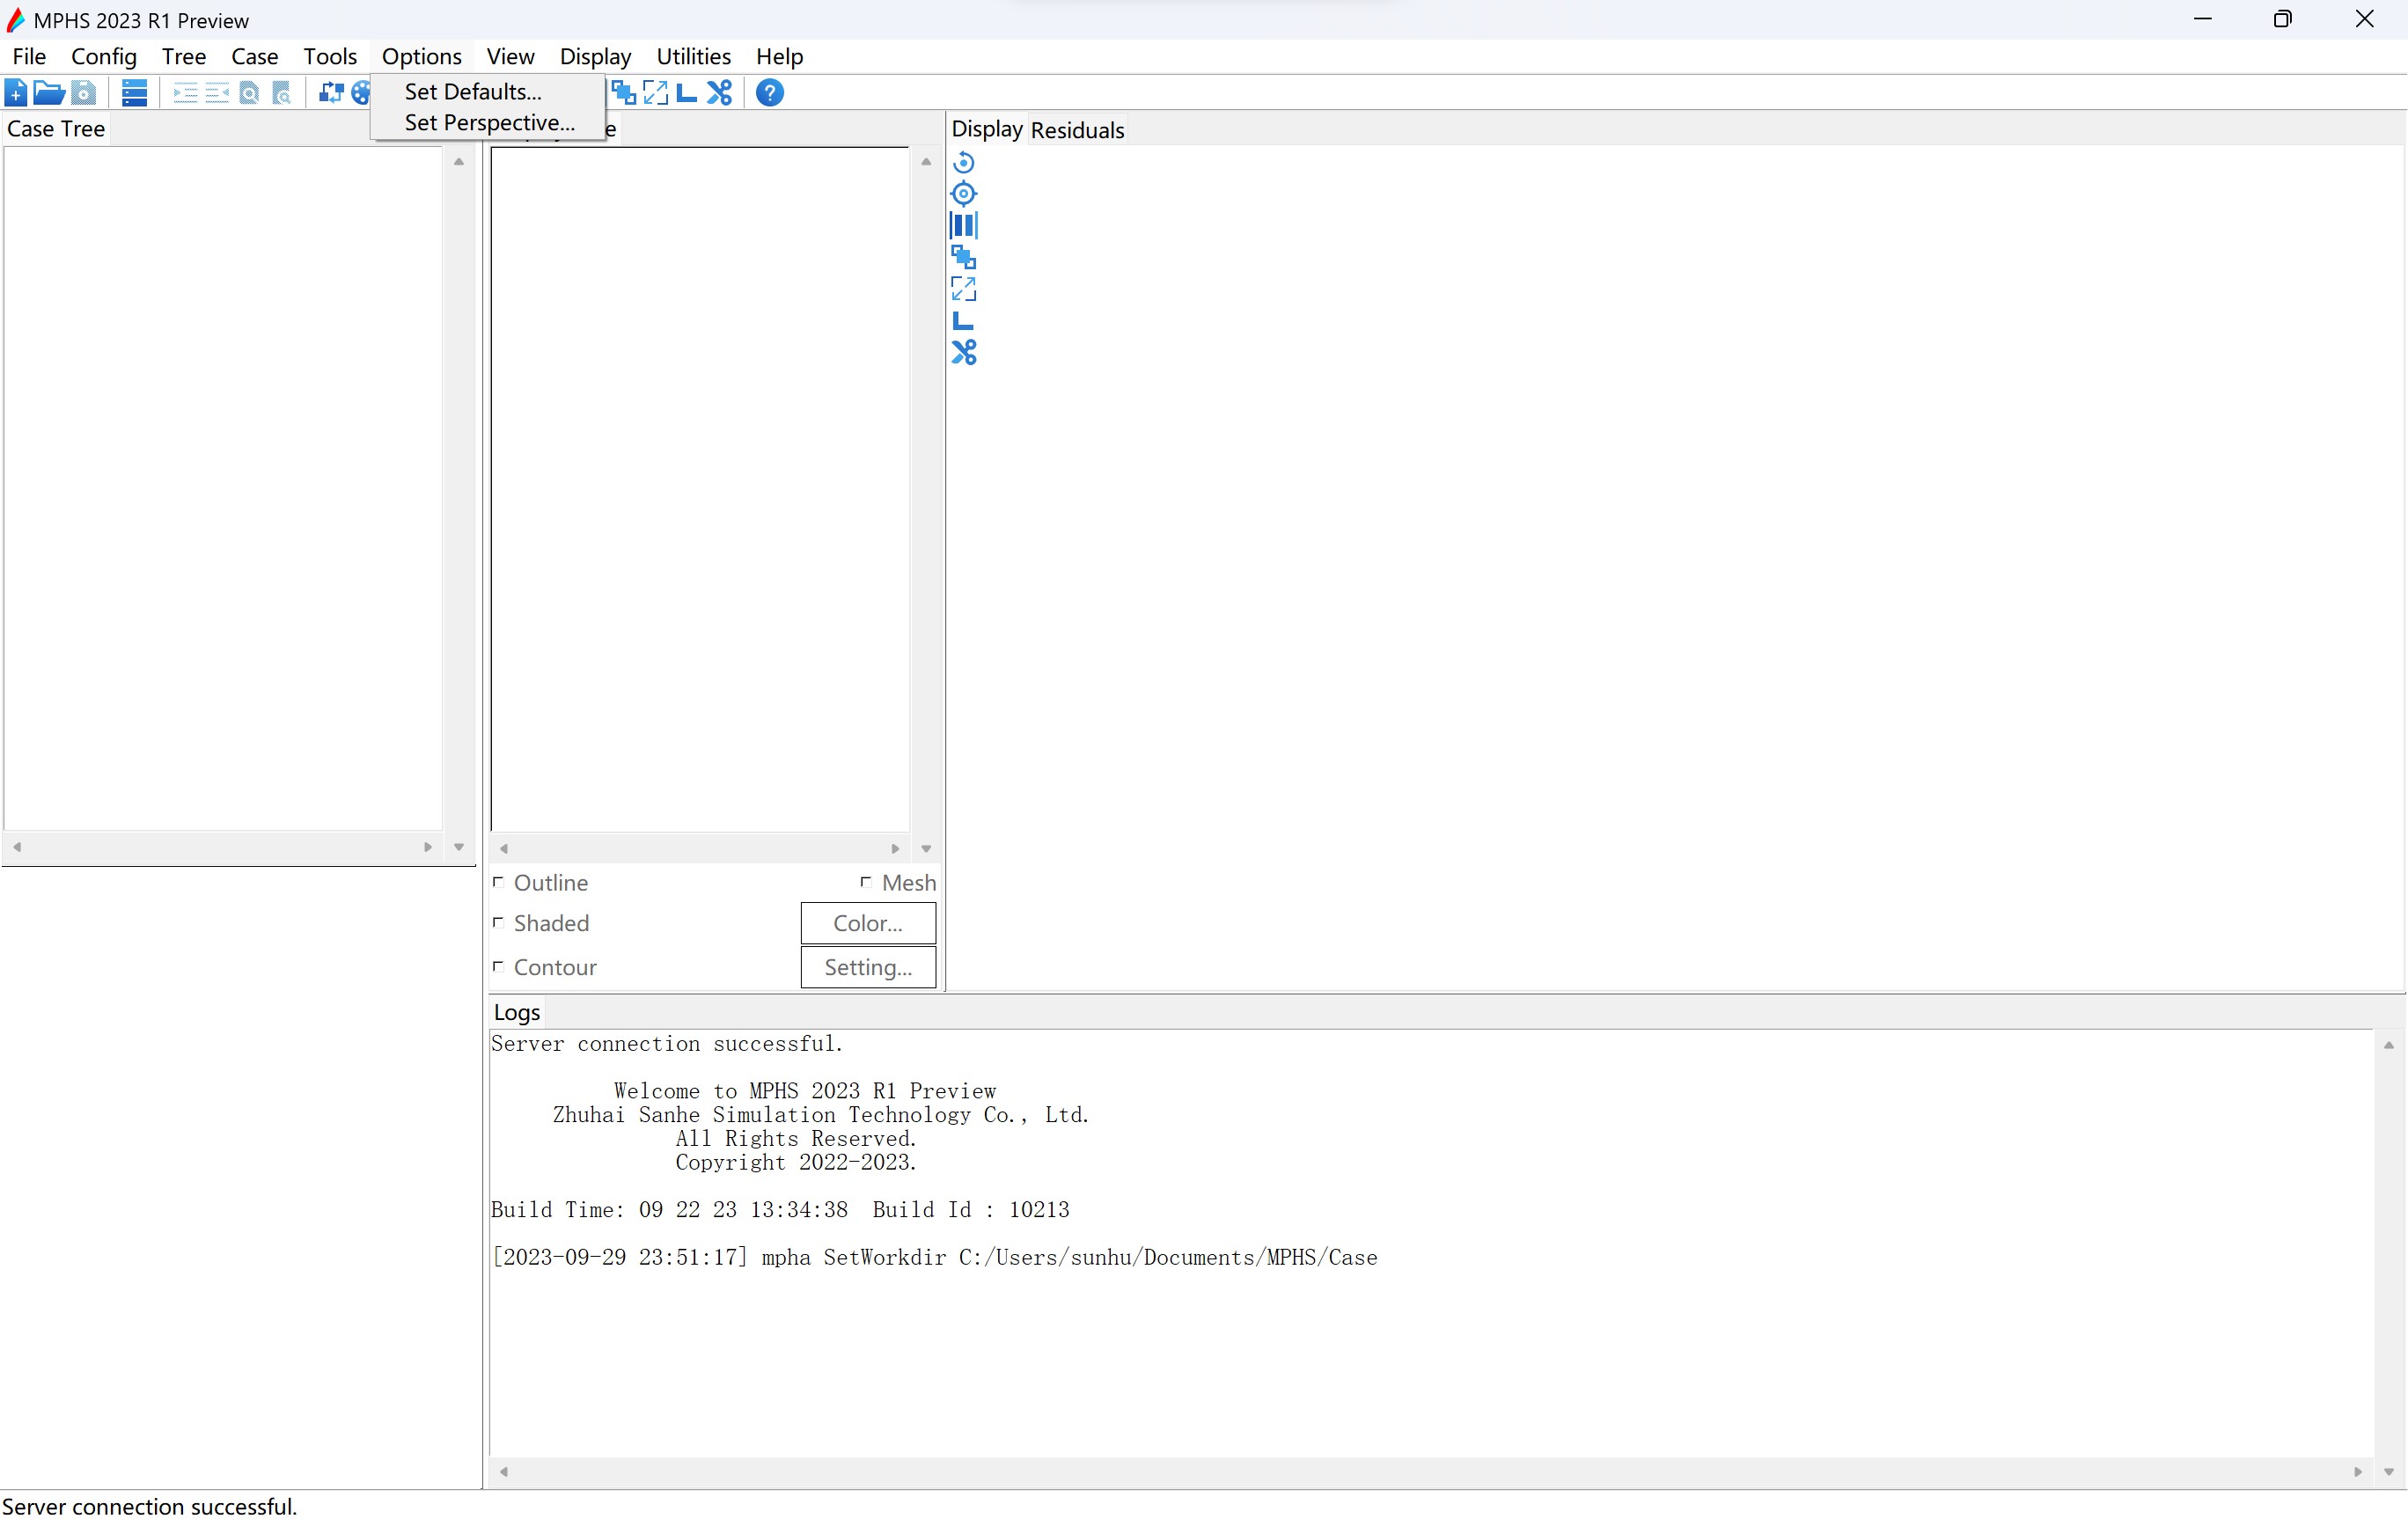 MPHS 2023 R1 Preview
File Config Tree Case Tools Options View Display Utilities Help
Set Defaults...
Set Perspective...
Case Tree
Display Residuals
Outline Mesh
Shaded Color...
Contour Setting...
Logs
Server connection successful.
Welcome to MPHS 2023 R1 Preview
Zhuhai Sanhe Simulation Technology Co., Ltd.
All Rights Reserved.
Copyright 2022-2023.
Build Time: 09 22 23 13:34:38 Build Id : 10213
[2023-09-29 23:51:17] mpha SetWorkdir C:/Users/sunhu/Documents/MPHS/Case
Server connection successful.